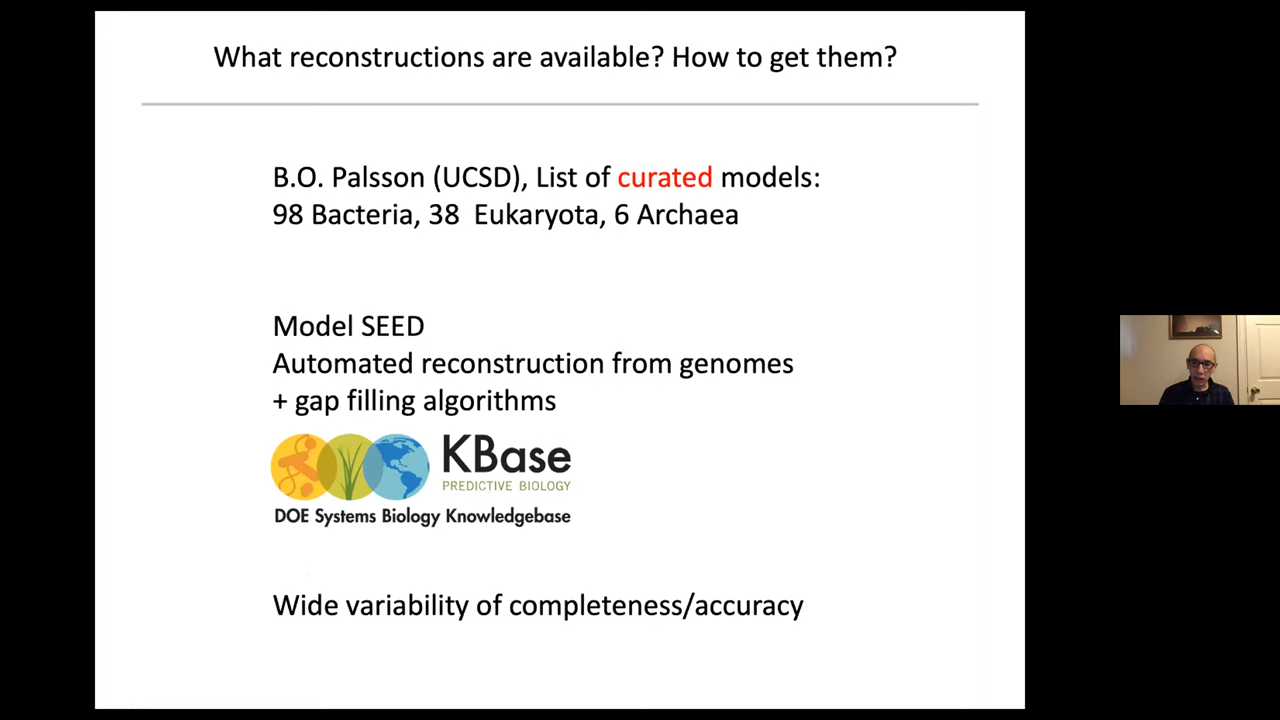 What reconstructions are available? How to get them?
B.O. Palsson (UCSD), List of curated models:
98 Bacteria, 38 Eukaryota, 6 Archaea
Model SEED
Automated reconstruction from genomes
+ gap filling algorithms
KBase
PREDICTIVE BIOLOGY
DOE Systems Biology Knowledgebase
Wide variability of completeness/accuracy